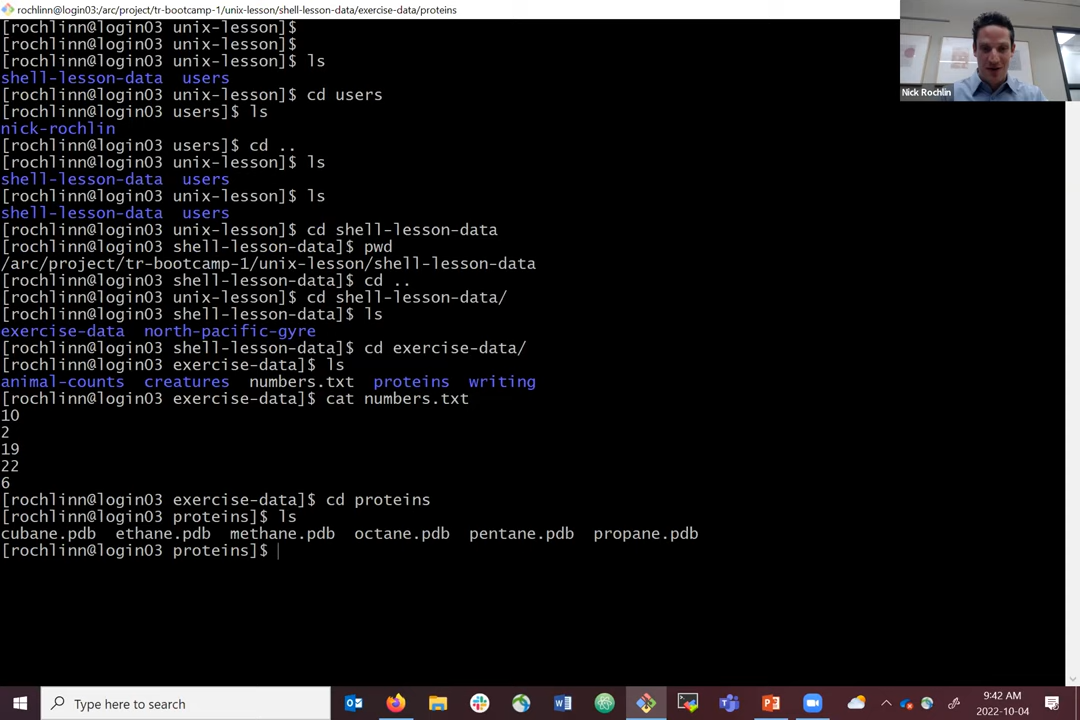 rochlinn@login03:/arc/project/tr-bootcamp-1/unix-lesson/shell-lesson-data/exercise-data/proteins
[rochlinn@login03 unix-lesson]$
[rochlinn@login03 unix-lesson]$
[rochlinn@login03 unix-lesson]$ ls
shell-lesson-data  users
[rochlinn@login03 unix-lesson]$ cd users
[rochlinn@login03 users]$ ls
nick-rochlin
[rochlinn@login03 users]$ cd ..
[rochlinn@login03 unix-lesson]$ ls
shell-lesson-data  users
[rochlinn@login03 unix-lesson]$ ls
shell-lesson-data  users
[rochlinn@login03 unix-lesson]$ cd shell-lesson-data
[rochlinn@login03 shell-lesson-data]$ pwd
/arc/project/tr-bootcamp-1/unix-lesson/shell-lesson-data
[rochlinn@login03 shell-lesson-data]$ cd ..
[rochlinn@login03 unix-lesson]$ cd shell-lesson-data/
[rochlinn@login03 shell-lesson-data]$ ls
exercise-data  north-pacific-gyre
[rochlinn@login03 shell-lesson-data]$ cd exercise-data/
[rochlinn@login03 exercise-data]$ ls
animal-counts  creatures  numbers.txt  proteins  writing
[rochlinn@login03 exercise-data]$ cat numbers.txt
10
2
19
22
6
[rochlinn@login03 exercise-data]$ cd proteins
[rochlinn@login03 proteins]$ ls
cubane.pdb  ethane.pdb  methane.pdb  octane.pdb  pentane.pdb  propane.pdb
[rochlinn@login03 proteins]$
Nick Rochlin
Type here to search
9:42 AM
2022-10-04